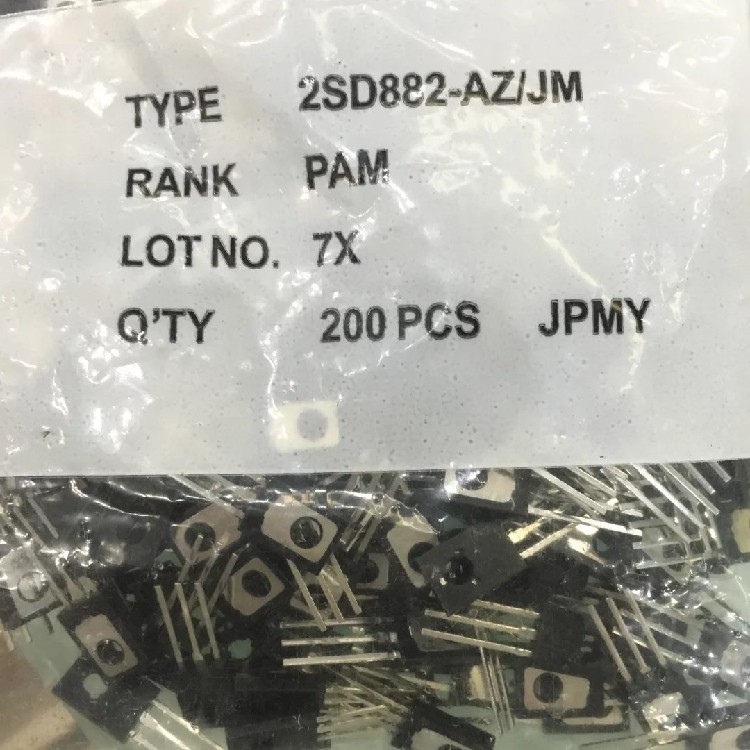 TYPE 2SD882-AZ/JM
RANK PAM
LOT NO. 7X
Q'TY 200 PCS JPMY